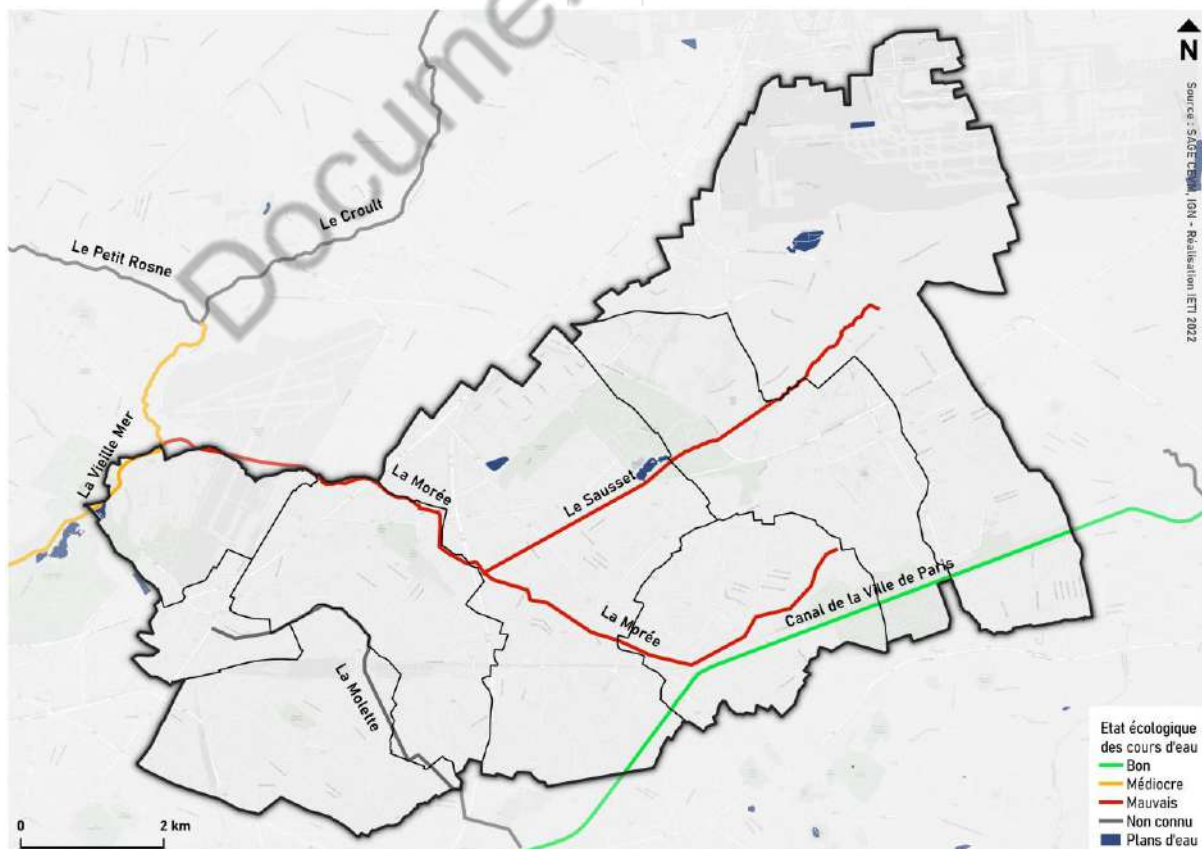 Docume
N
Source : SAGE CEVM, IGN - Réalisation IETI 2022
Le Croult
Le Petit Rosne
La Vieille Mer
La Morée
Le Sausset
La Morée
Canal de la Ville de Paris
La Molette
Etat écologique
des cours d'eau
Bon
Médiocre
Mauvais
Non connu
Plans d'eau
0 2 km